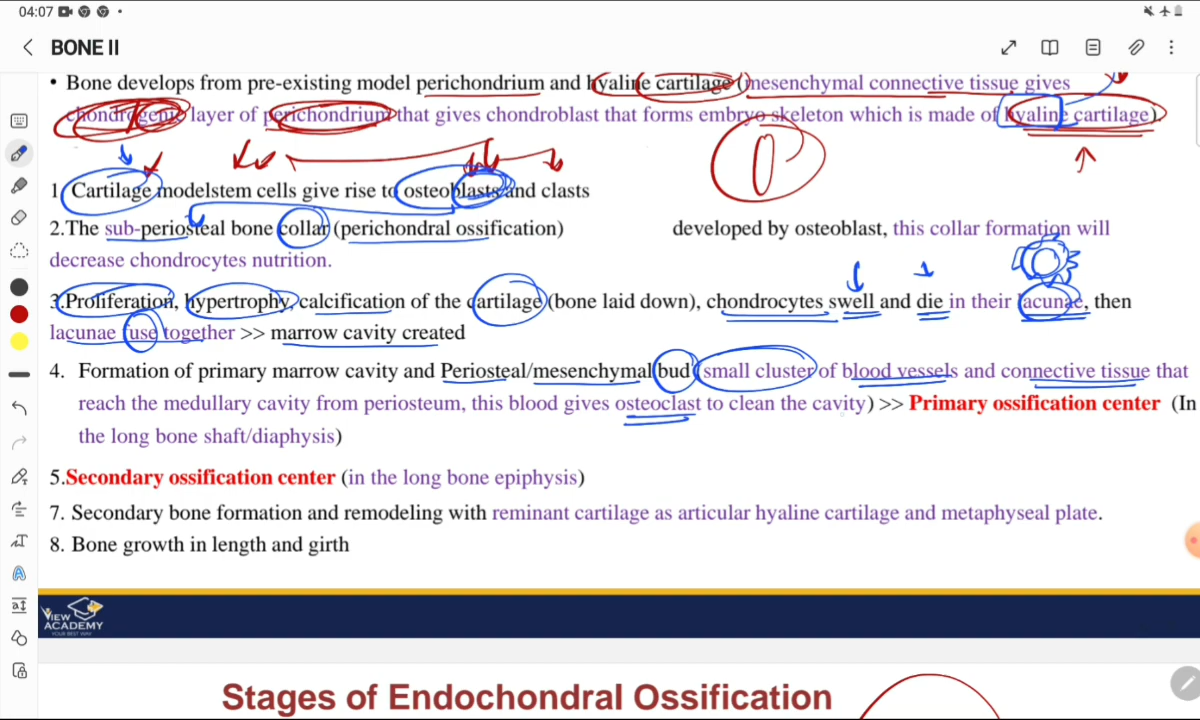 04:07
BONE II
• Bone develops from pre-existing model perichondrium and hyaline cartilage (mesenchymal connective tissue gives
chondrogenic layer of perichondrium that gives chondroblast that forms embryo skeleton which is made of hyaline cartilage)
1 Cartilage modelstem cells give rise to osteoblasts and clasts
2.The sub-periosteal bone collar (perichondral ossification) developed by osteoblast, this collar formation will
decrease chondrocytes nutrition.
3.Proliferation, hypertrophy, calcification of the cartilage (bone laid down), chondrocytes swell and die in their lacunae, then
lacunae fuse together >> marrow cavity created
4. Formation of primary marrow cavity and Periosteal/mesenchymal bud (small cluster of blood vessels and connective tissue that
reach the medullary cavity from periosteum, this blood gives osteoclast to clean the cavity) >> Primary ossification center (In
the long bone shaft/diaphysis)
5.Secondary ossification center (in the long bone epiphysis)
7. Secondary bone formation and remodeling with reminant cartilage as articular hyaline cartilage and metaphyseal plate.
8. Bone growth in length and girth
VIEW
ACADEMY
YOUR BEST WAY
Stages of Endochondral Ossification